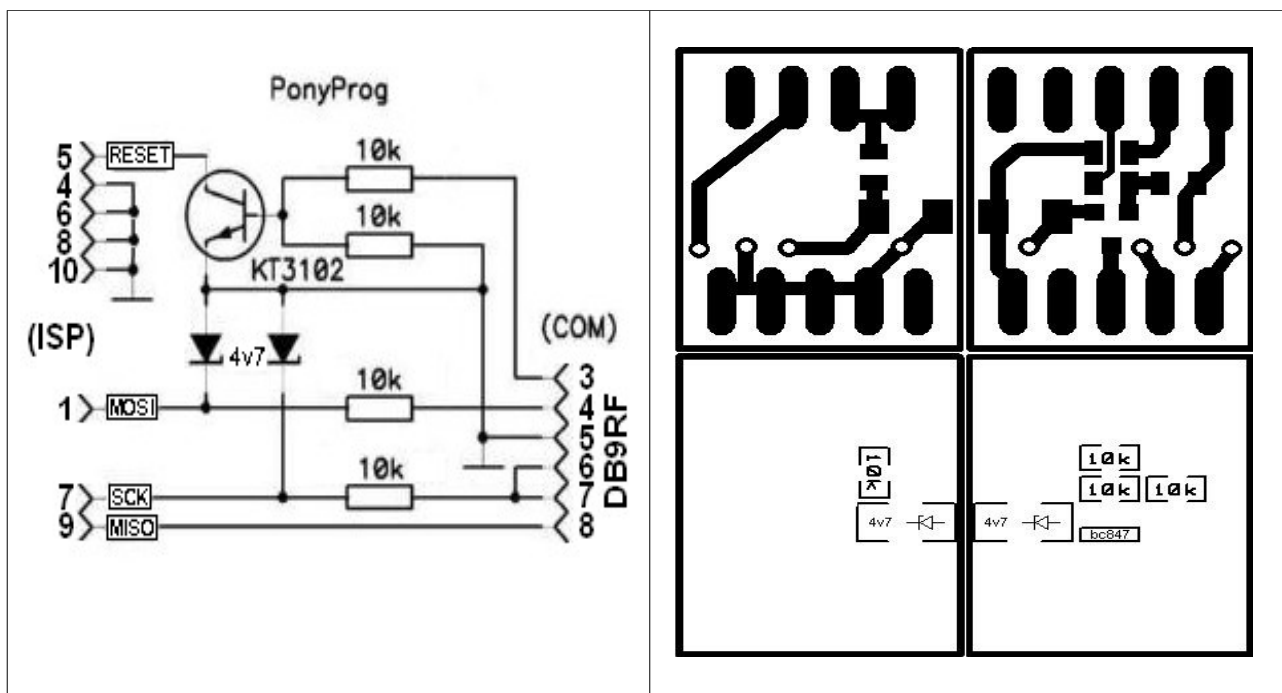 PonyProg
10k
5 RESET
4
10k
6
8
KT3102
10
(ISP)
(COM)
4v7
10k
3
1 MOSI
4
5
DB9RF
10k
6
7 SCK
7
9 MISO
8
10k
10k
10k
10k
4v7
4v7
bc847